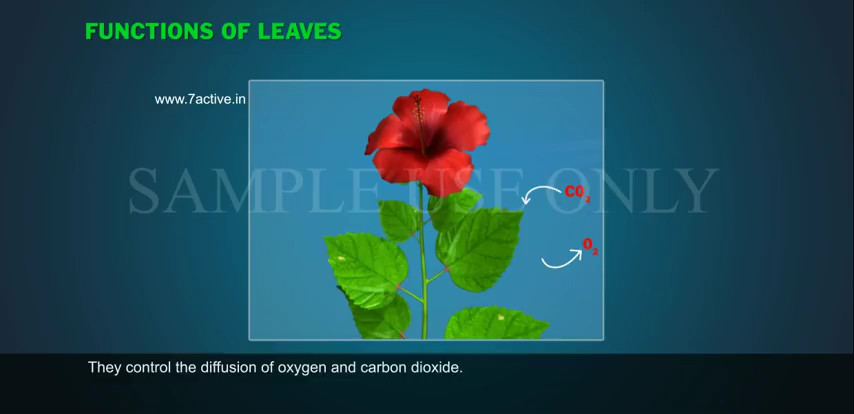 FUNCTIONS OF LEAVES
www.7active.in
SAMPLE USE ONLY
CO2
O2
They control the diffusion of oxygen and carbon dioxide.